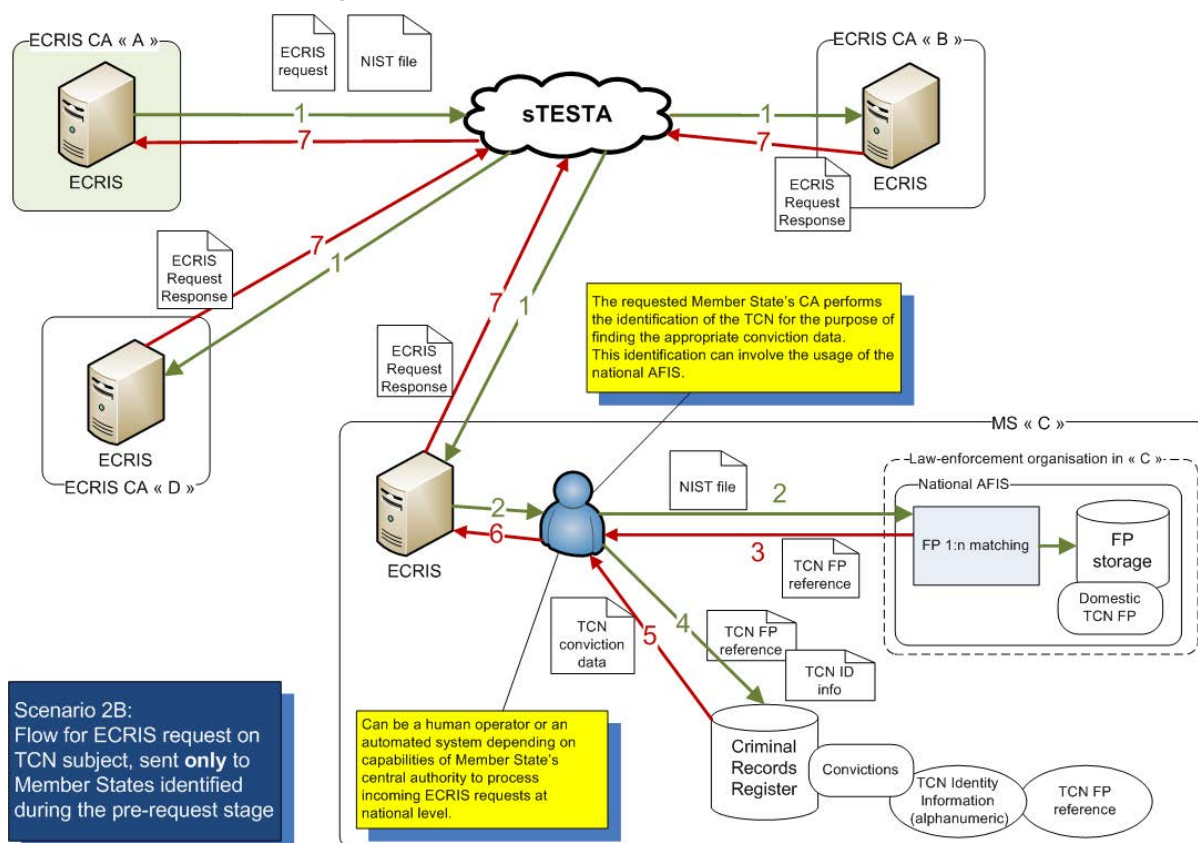 ECRIS CA « A »
ECRIS
request
NIST file
ECRIS CA « B »
sTESTA
1
1
7
7
ECRIS
ECRIS
ECRIS
Request
Response
ECRIS
Request
Response
7
1
7
1
ECRIS
Request
Response
The requested Member State's CA performs
the identification of the TCN for the purpose of
finding the appropriate conviction data.
This identification can involve the usage of the
national AFIS.
ECRIS
ECRIS CA « D »
MS « C »
Law-enforcement organisation in « C »
National AFIS
NIST file
2
2
6
3
FP 1:n matching
FP
storage
Domestic
TCN FP
ECRIS
TCN FP
reference
TCN
conviction
data
5
4
TCN FP
reference
TCN ID
info
Scenario 2B:
Flow for ECRIS request on
TCN subject, sent only to
Member States identified
during the pre-request stage
Can be a human operator or an
automated system depending on
capabilities of Member State's
central authority to process
incoming ECRIS requests at
national level.
Criminal
Records
Register
Convictions
TCN Identity
Information
(alphanumeric)
TCN FP
reference